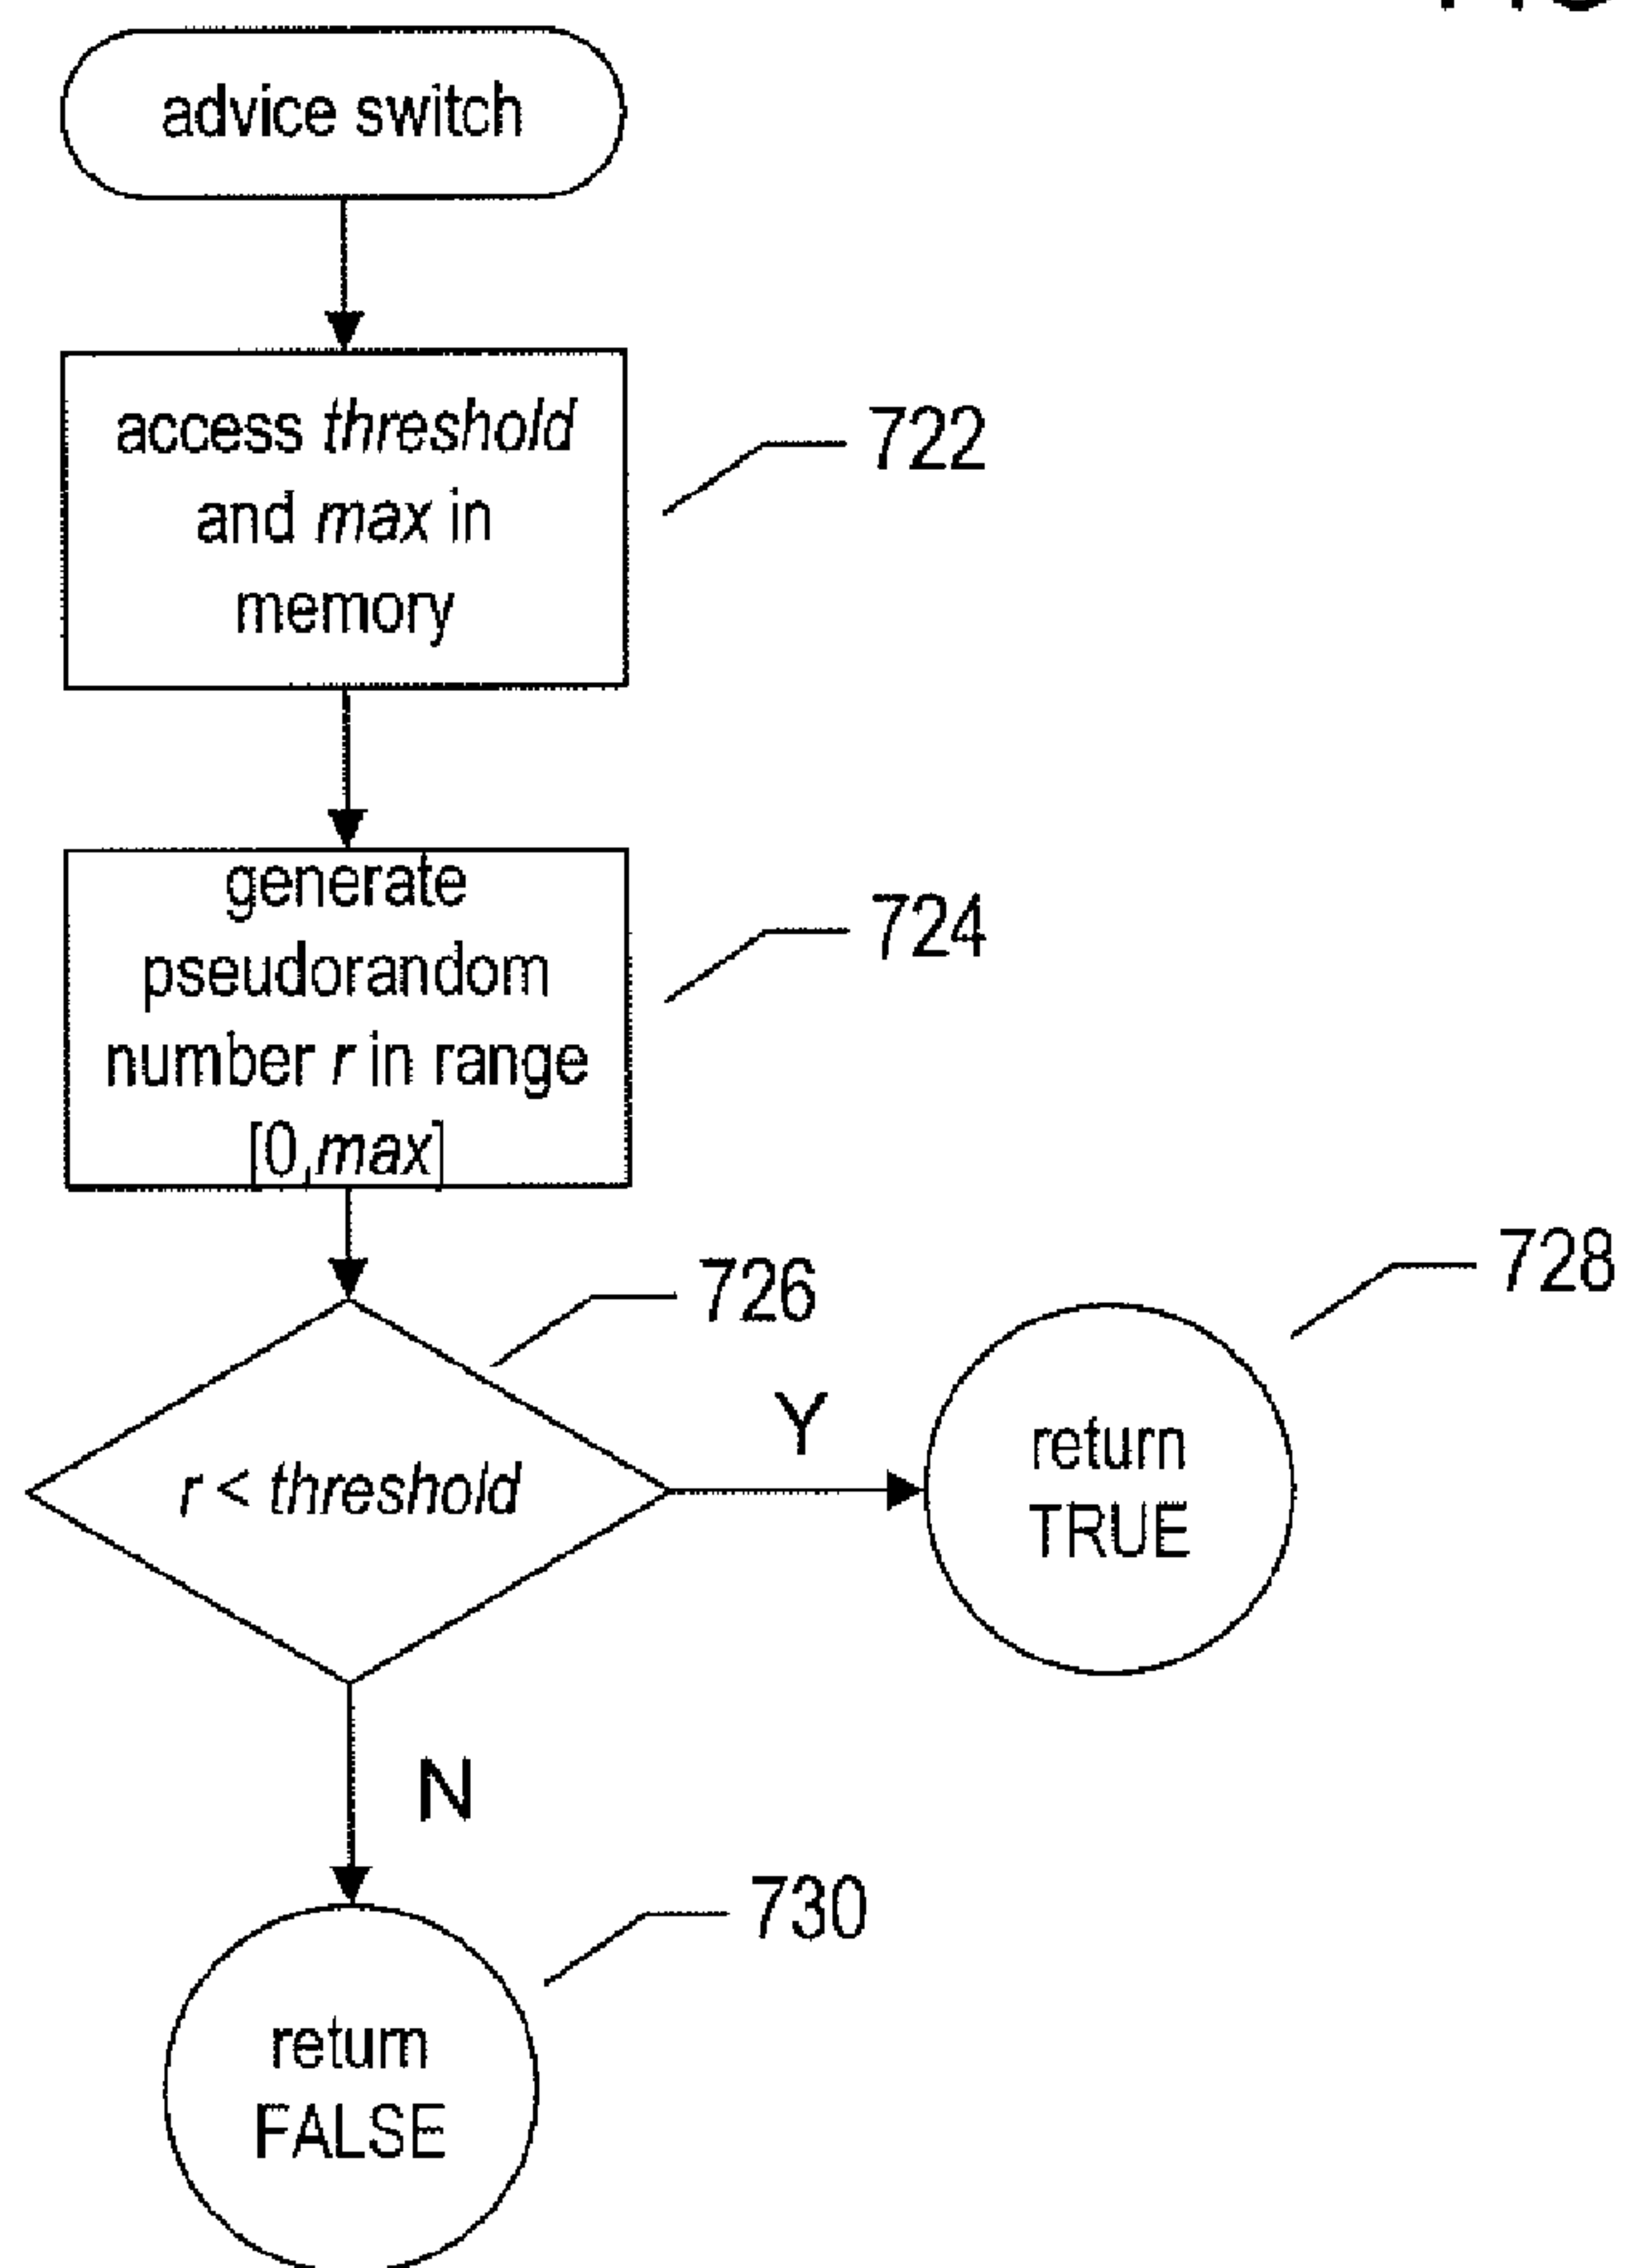 advice switch
access threshold
and max in
memory
722
generate
pseudorandom
number r in range
[0,max]
724
726
r < threshold
Y
728
return
TRUE
N
730
return
FALSE